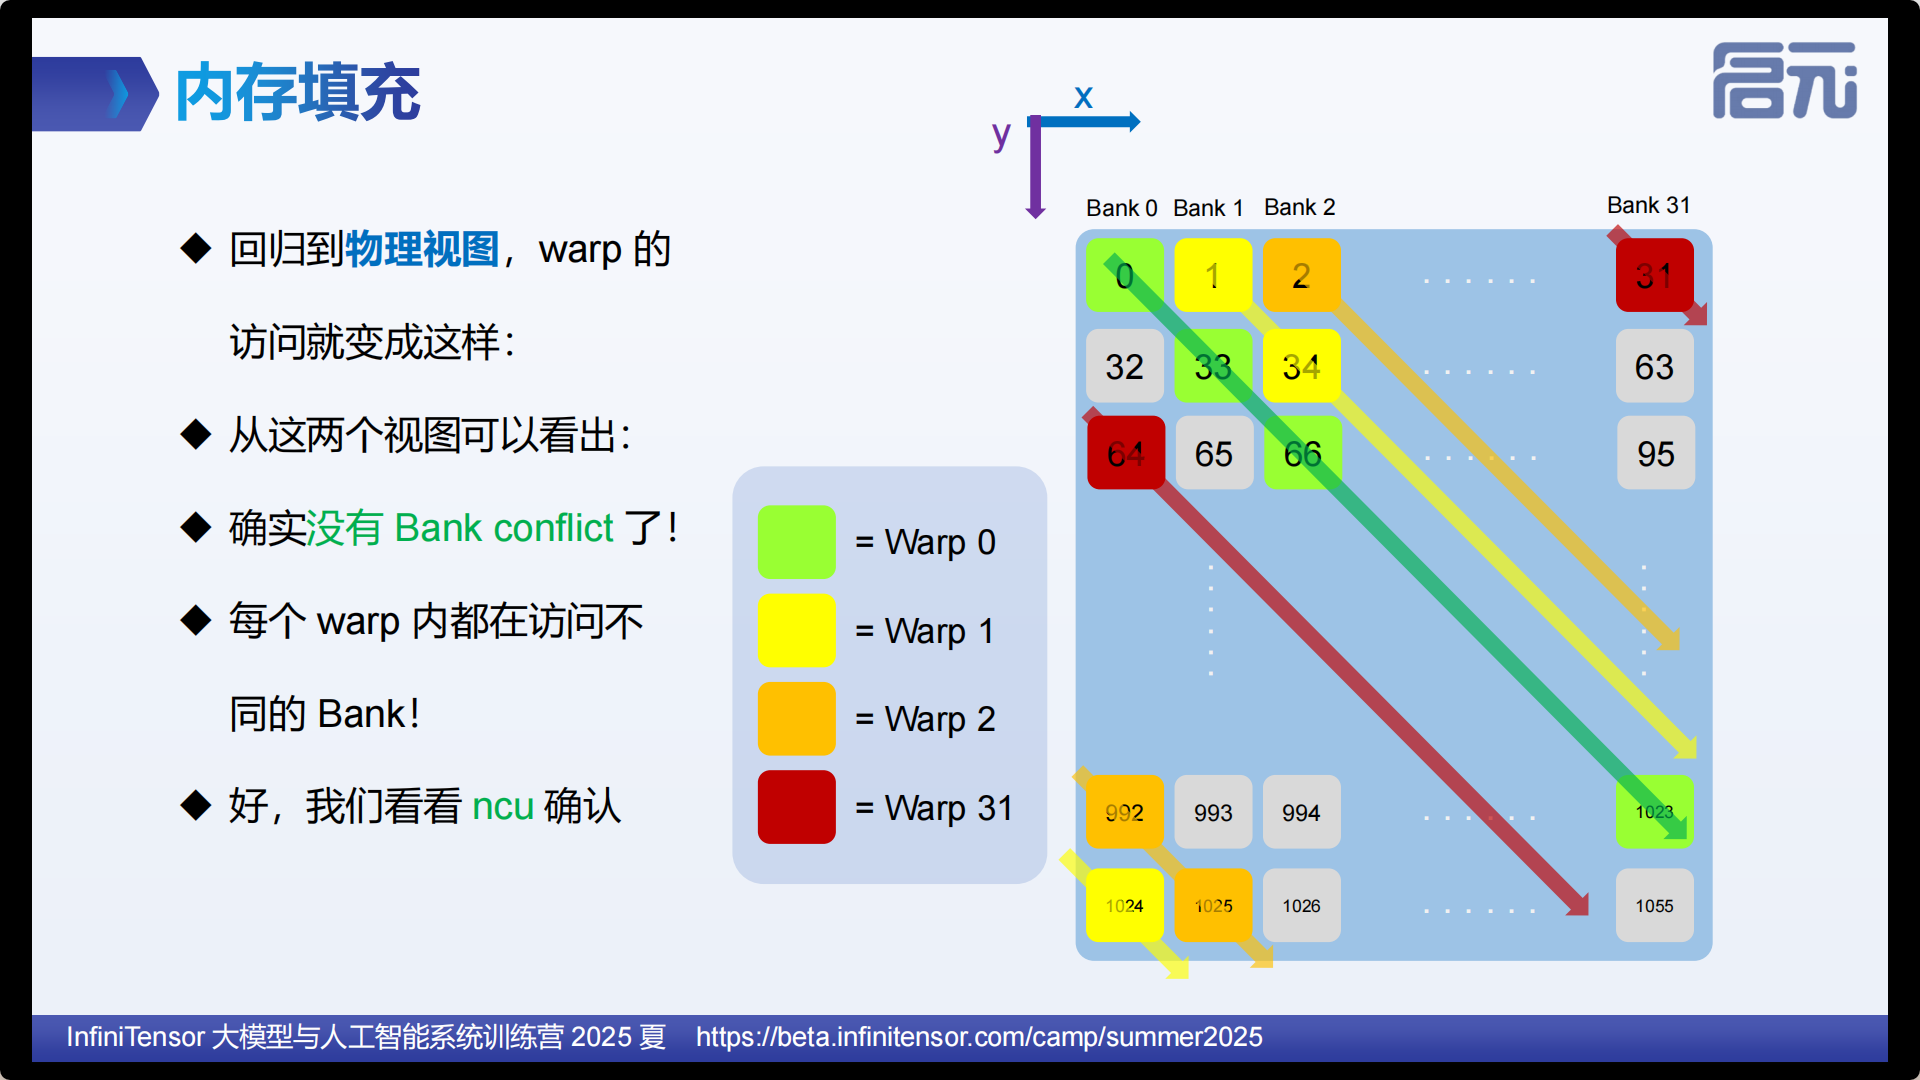 内存填充
启元
x
y
回归到物理视图，warp 的
访问就变成这样：
从这两个视图可以看出：
确实没有 Bank conflict 了！
每个 warp 内都在访问不
同的 Bank！
好，我们看看 ncu 确认
= Warp 0
= Warp 1
= Warp 2
= Warp 31
Bank 0 Bank 1 Bank 2 Bank 31
0 1 2 ...... 31
32 33 34 ...... 63
64 65 66 ...... 95
992 993 994 ...... 1023
1024 1025 1026 ...... 1055
InfiniTensor 大模型与人工智能系统训练营 2025 夏 https://beta.infinitensor.com/camp/summer2025